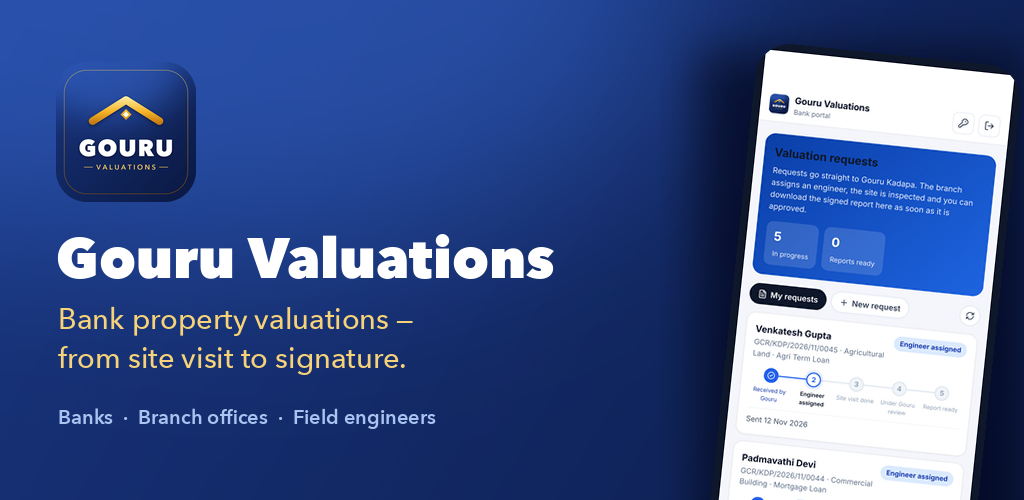 GOURU
VALUATIONS
Gouru Valuations
Bank property valuations –
from site visit to signature.
Banks · Branch offices · Field engineers
Gouru Valuations
Bank portal
Valuation requests
Requests go straight to Gouru Kadapa. The branch
assigns an engineer, the site is inspected and you can
download the signed report here as soon as it is
approved.
5
In progress
0
Reports ready
My requests
+ New request
Venkatesh Gupta
Engineer assigned
GCR/KDP/2026/11/0045 · Agricultural
Land · Agri Term Loan
2
3
4
5
Received by
Gouru
Engineer
assigned
Site visit done
Under Gouru
review
Report ready
Sent 12 Nov 2026
Padmavathi Devi
Engineer assigned
GCR/KDP/2026/11/0044 · Commercial
Building · Mortgage Loan